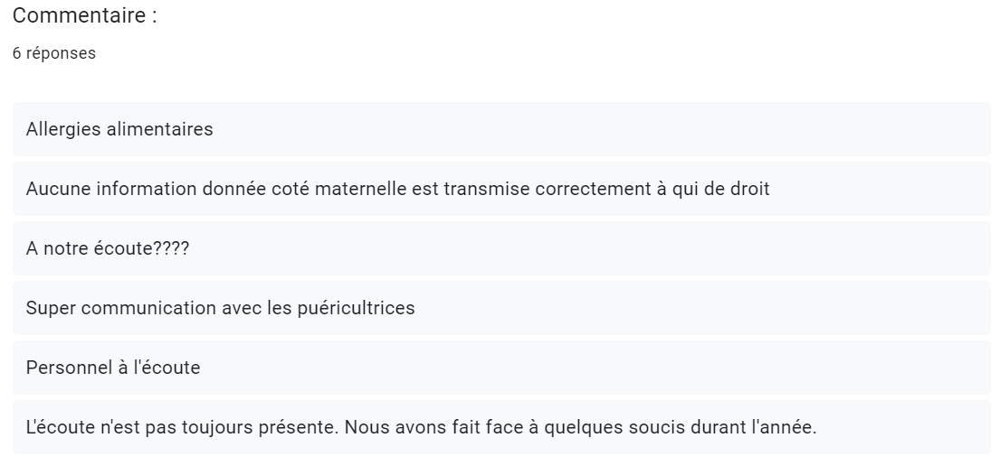 Commentaire :
6 réponses
Allergies alimentaires
Aucune information donnée coté maternelle est transmise correctement à qui de droit
A notre écoute????
Super communication avec les puéricultrices
Personnel à l'écoute
L'écoute n'est pas toujours présente. Nous avons fait face à quelques soucis durant l'année.